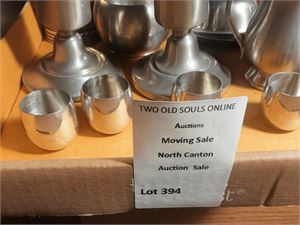 TWO OLD SOULS ONLINE
Auctions
Moving Sale
North Canton
Auction Sale
Lot 394